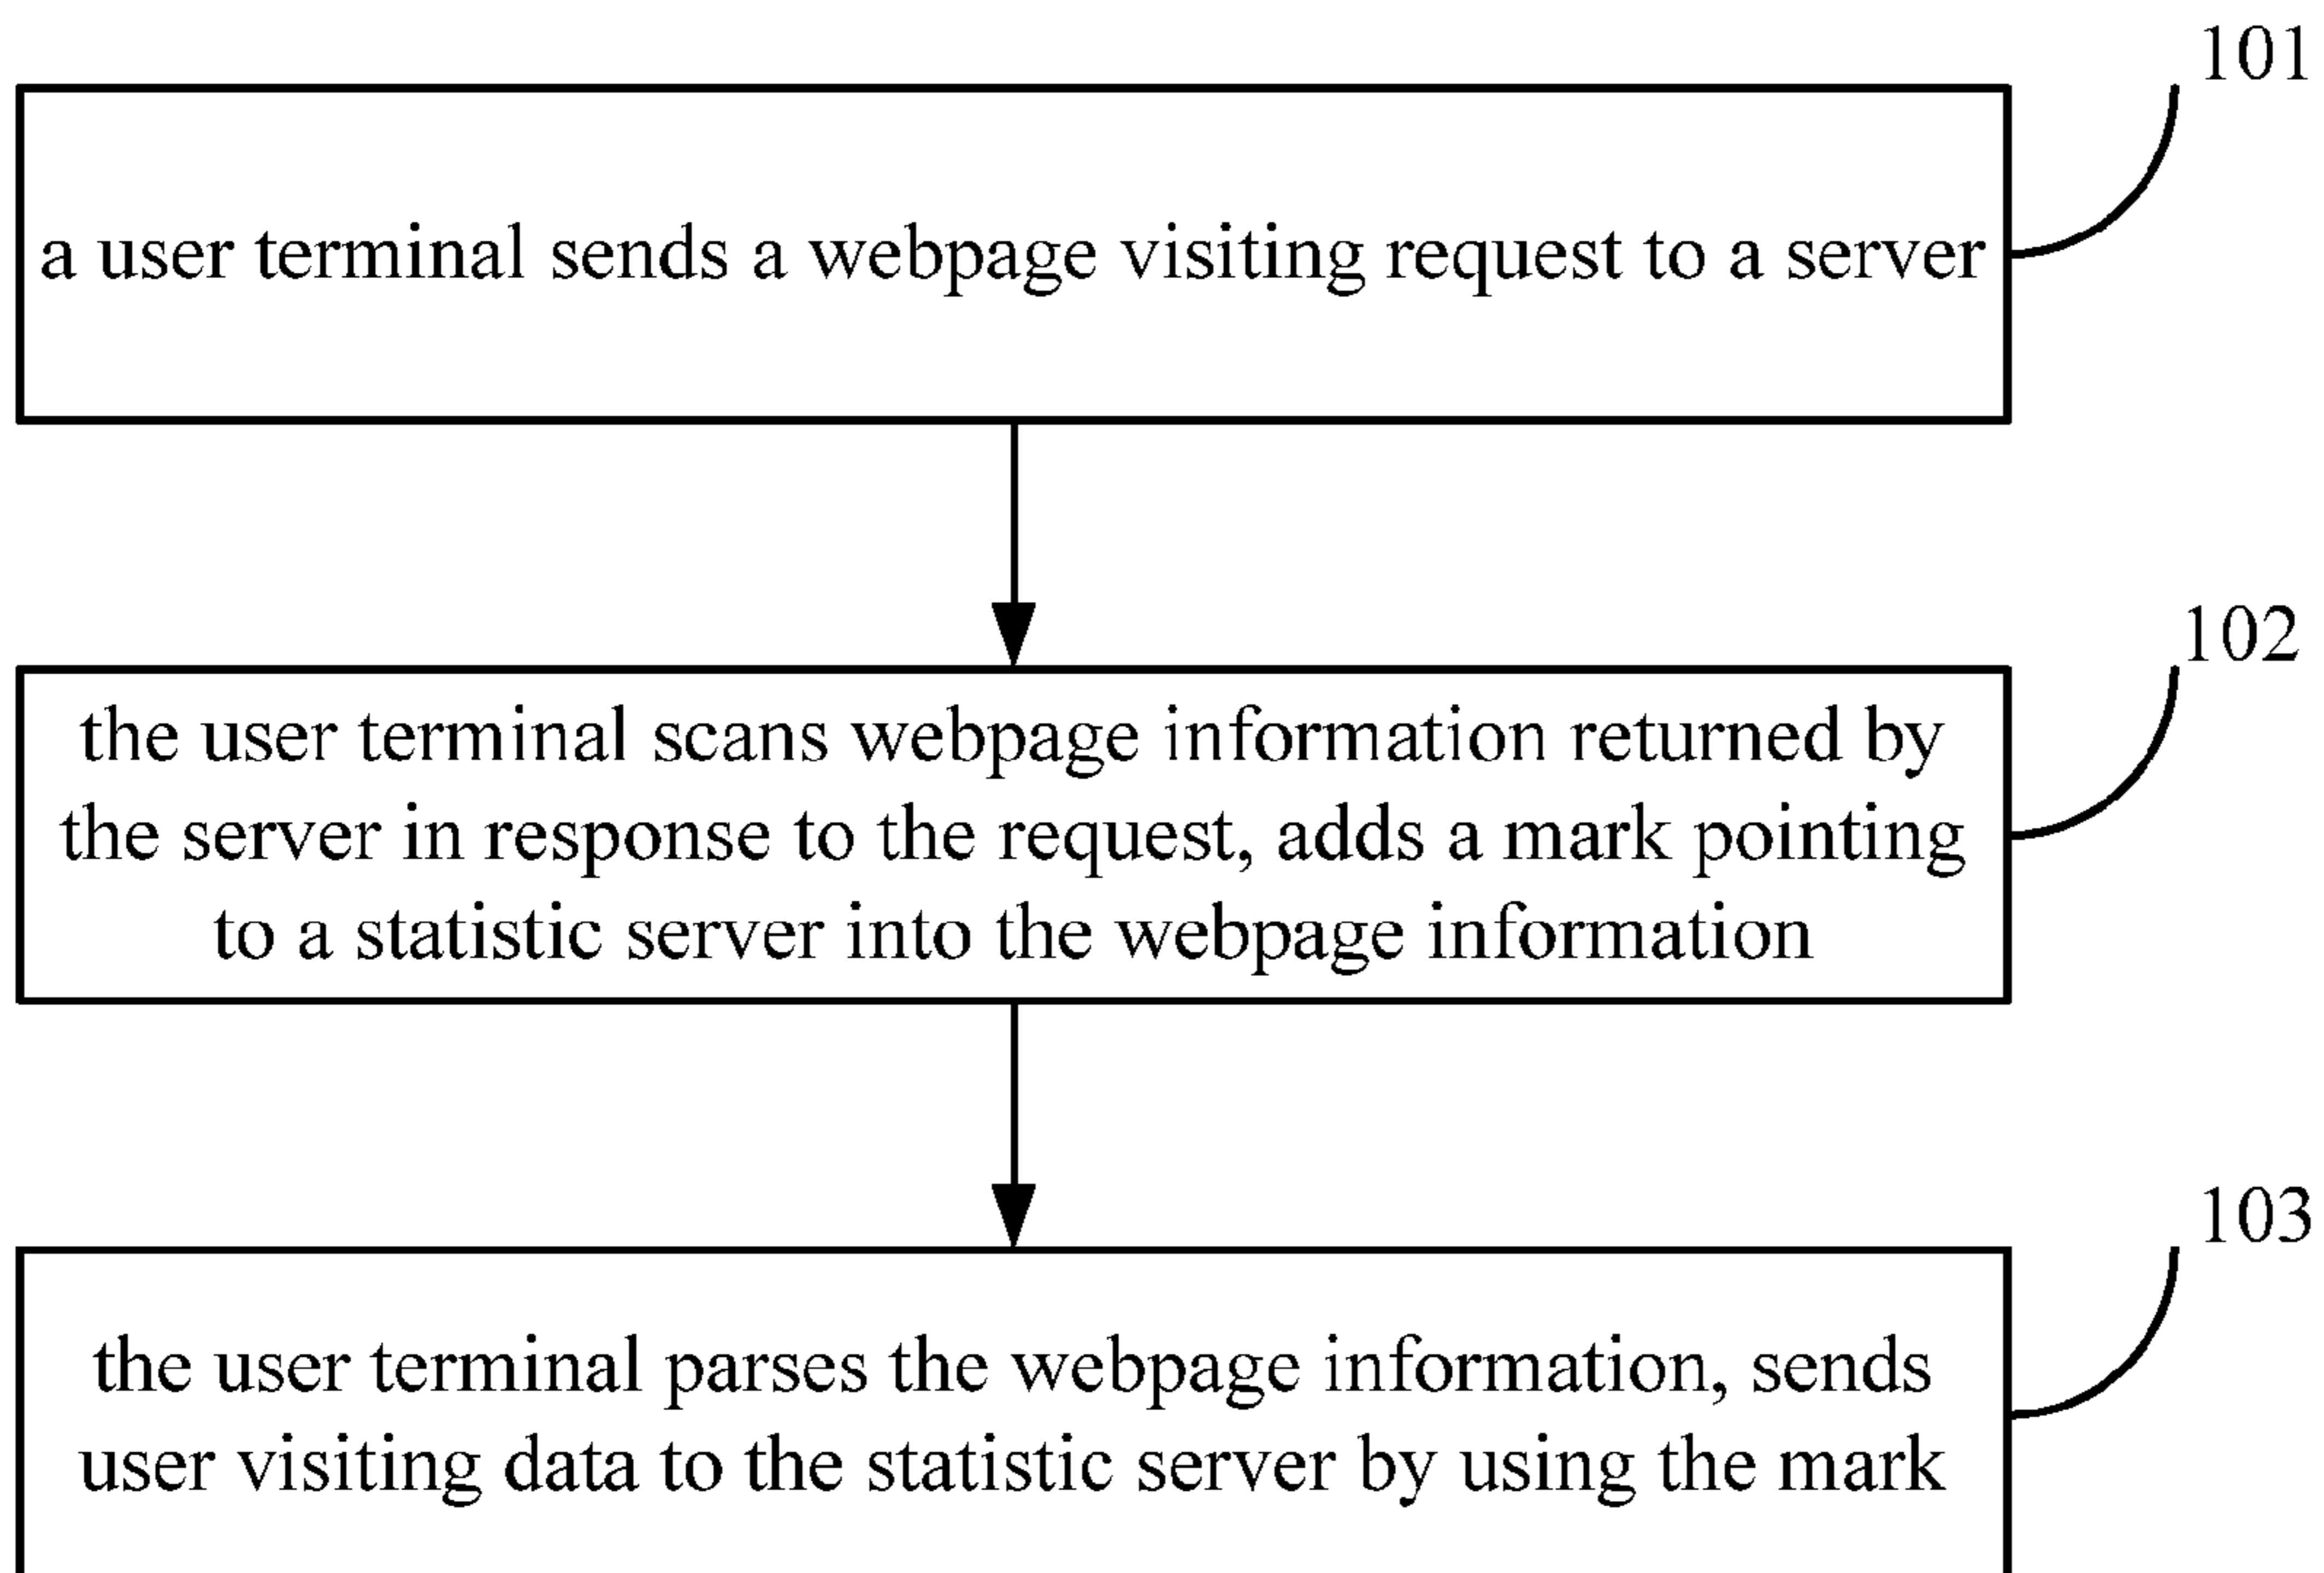 101
a user terminal sends a webpage visiting request to a server
102
the user terminal scans webpage information returned by
the server in response to the request, adds a mark pointing
to a statistic server into the webpage information
103
the user terminal parses the webpage information, sends
user visiting data to the statistic server by using the mark